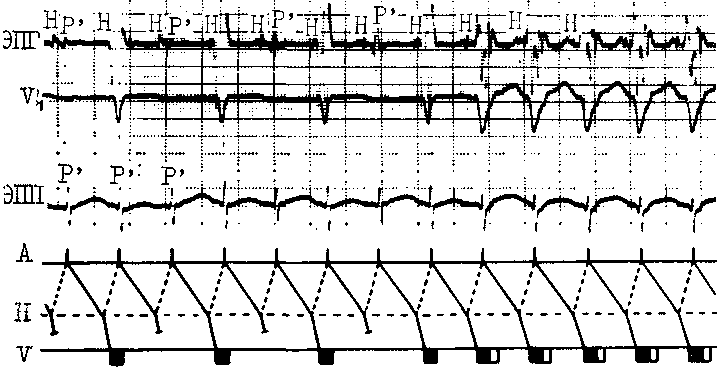 H P' H H P' H H P' H H P' H H H H
ЭПГ
V₁
P' P' P'
ЭПП
A
H
V